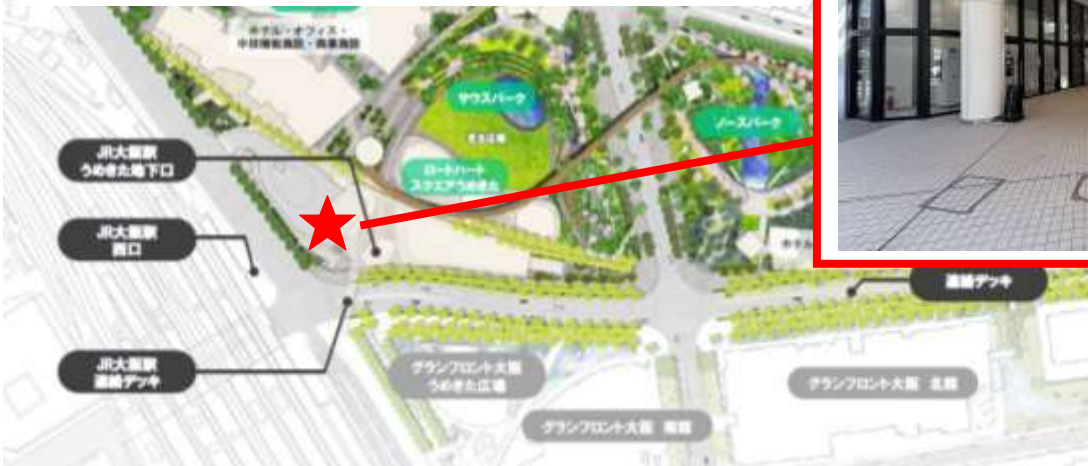 ホテル・オフィス・
中核機能施設・商業施設
サウスパーク
芝生広場
ロートハート
スクエアうめきた
ノースパーク
JR大阪駅
うめきた地下口
JR大阪駅
西口
JR大阪駅
連絡デッキ
連絡デッキ
グランフロント大阪
うめきた広場
グランフロント大阪 北館
グランフロント大阪 南館